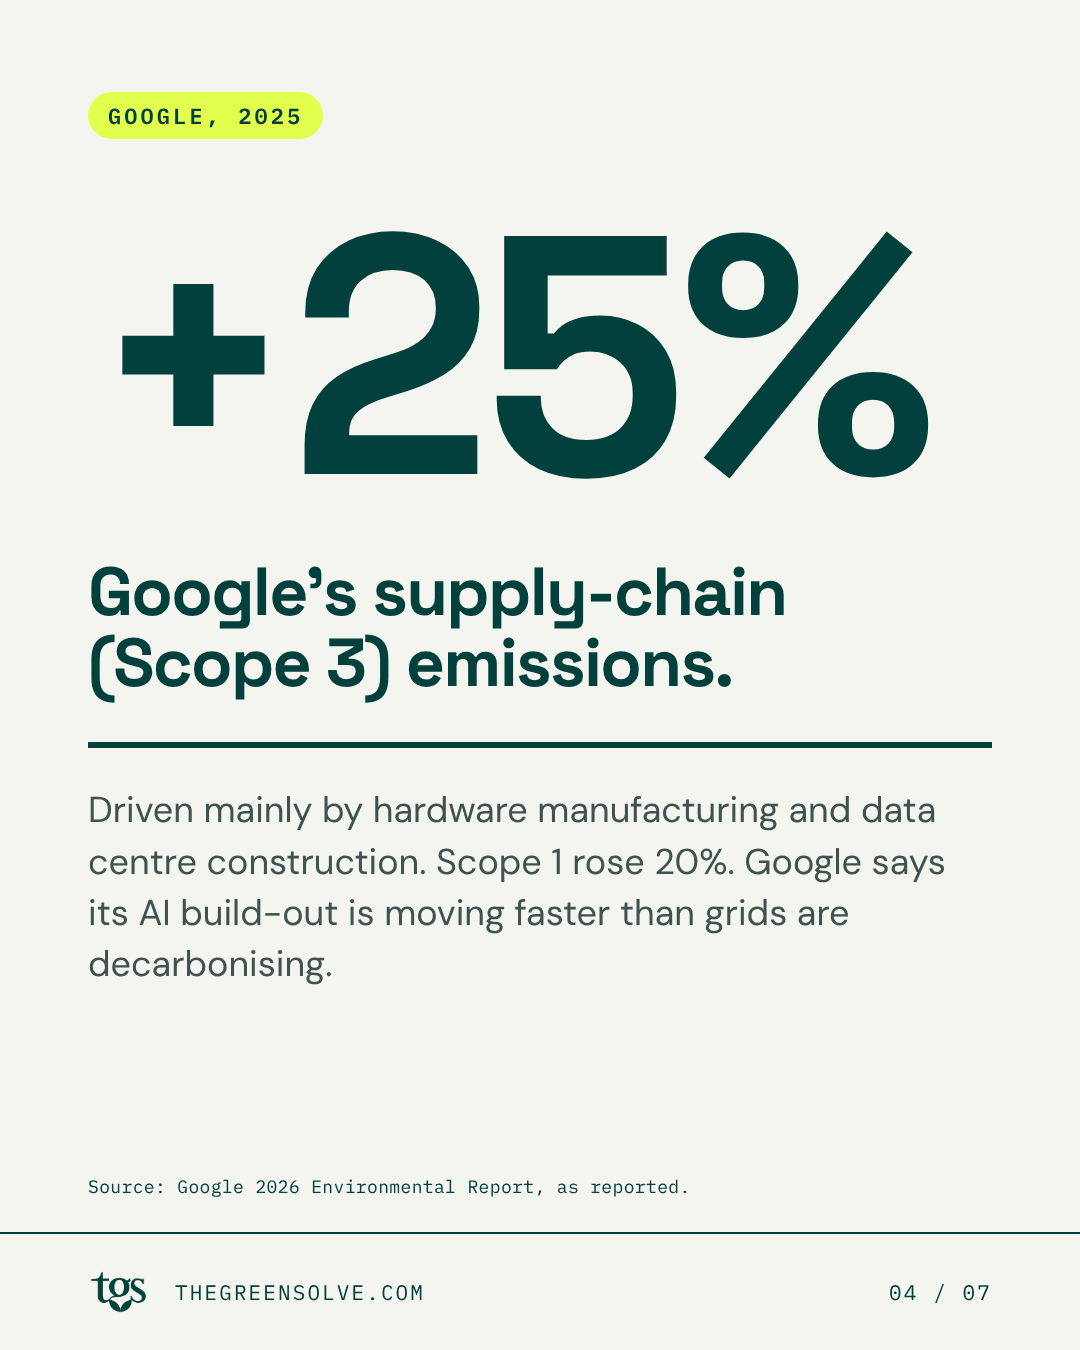 GOOGLE, 2025
+25%
Google’s supply-chain
(Scope 3) emissions.
Driven mainly by hardware manufacturing and data
centre construction. Scope 1 rose 20%. Google says
its AI build-out is moving faster than grids are
decarbonising.
Source: Google 2026 Environmental Report, as reported.
tgs THEGREENSOLVE.COM 04 / 07